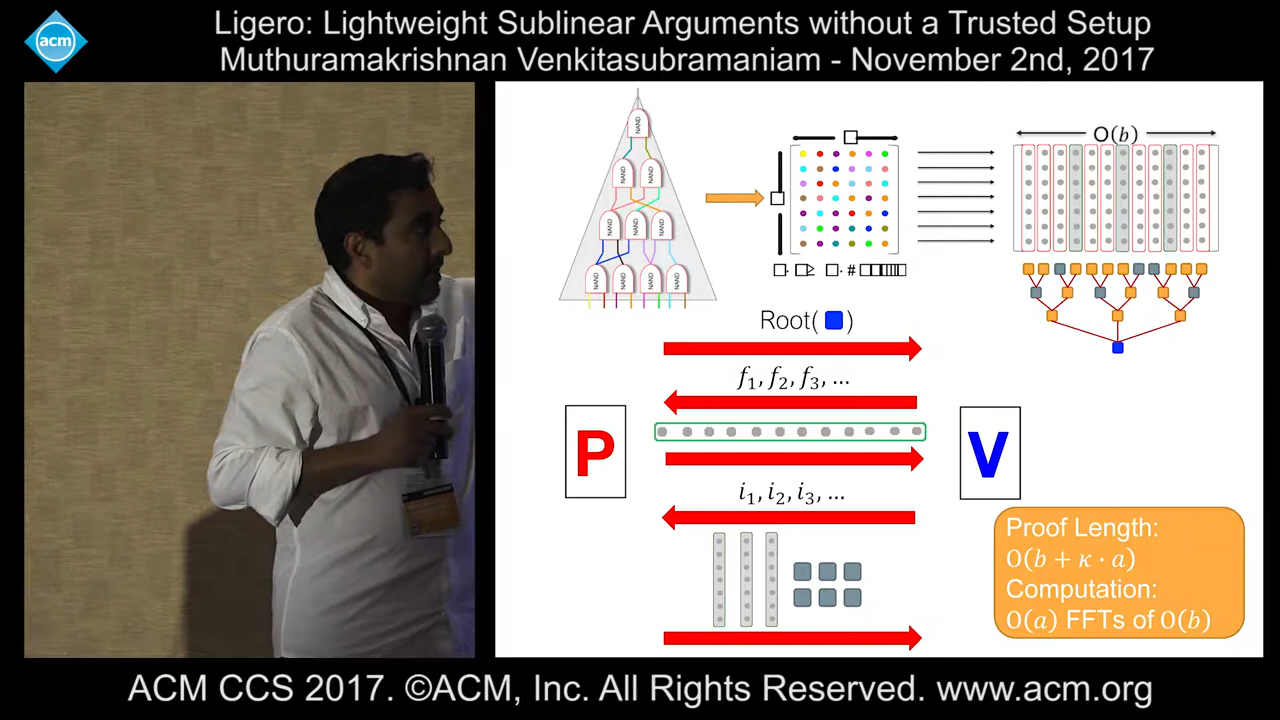 acm
Ligero: Lightweight Sublinear Arguments without a Trusted Setup
Muthuramakrishnan Venkitasubramaniam - November 2nd, 2017
NAND
NAND NAND
NAND NAND NAND
NAND NAND NAND NAND
O(b)
Root( )
f₁, f₂, f₃, …
P
V
i₁, i₂, i₃, …
Proof Length:
O(b + κ · a)
Computation:
O(a) FFTs of O(b)
ACM CCS 2017. ©ACM, Inc. All Rights Reserved. www.acm.org